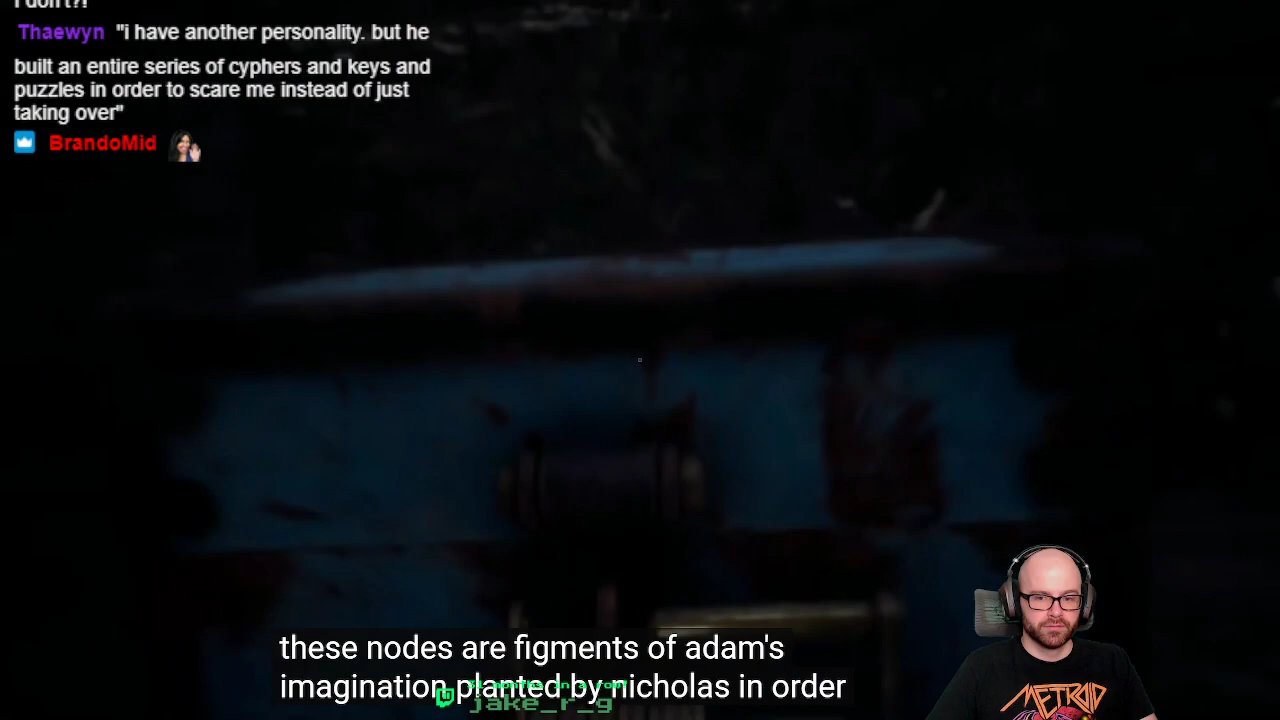 Thaewyn "i have another personality. but he
built an entire series of cyphers and keys and
puzzles in order to scare me instead of just
taking over"
BrandoMid
these nodes are figments of adam's
imagination planted by nicholas in order
jake_r_g
METROID